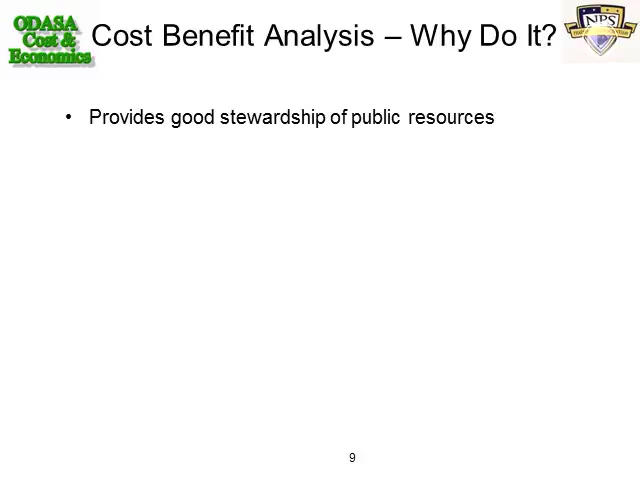 ODASA
Cost &
Economics
Cost Benefit Analysis – Why Do It?
NPS
• Provides good stewardship of public resources
9